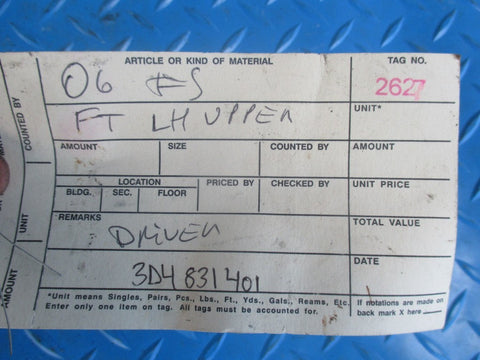 ARTICLE OR KIND OF MATERIAL TAG NO.
06 FS 2627
FT LH UPPER UNIT*
AMOUNT SIZE COUNTED BY AMOUNT
LOCATION PRICED BY CHECKED BY UNIT PRICE
BLDG. SEC. FLOOR
REMARKS TOTAL VALUE
DRIVER
DATE
3D4 831 401
*Unit means Singles, Pairs, Pcs., Lbs., Ft., Yds., Gals., Reams, Etc. If notations are made on
Enter only one item on tag. All tags must be accounted for. back mark X here
COUNTED BY
UNIT
AMOUNT